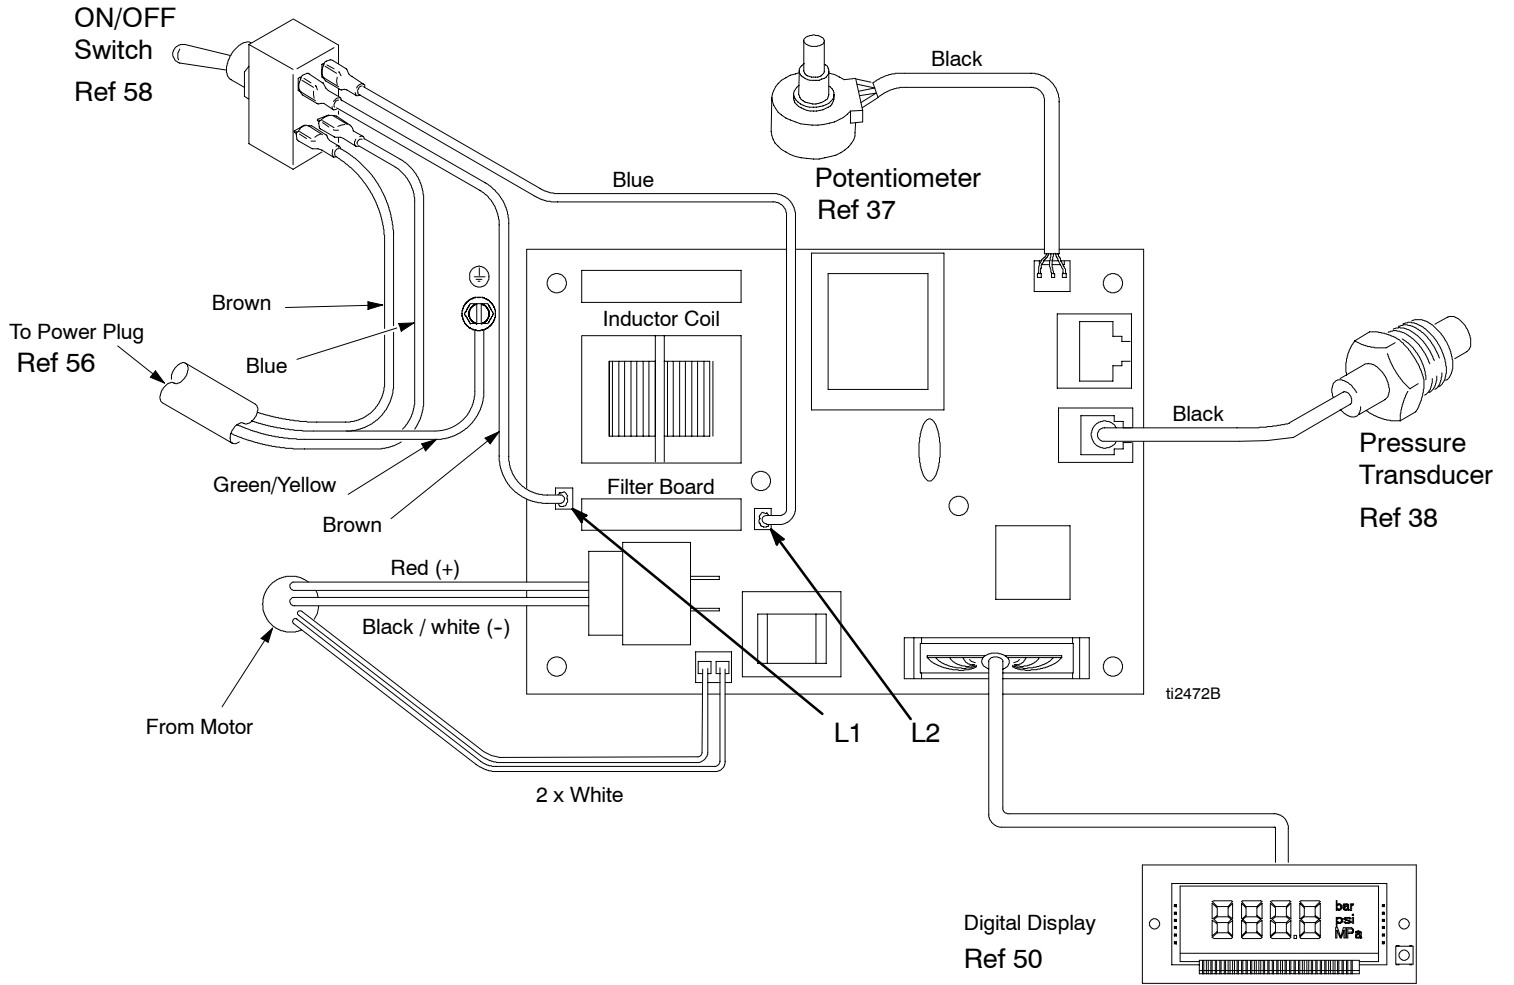 ON/OFF
Switch
Ref 58
Black
Potentiometer
Ref 37
Blue
Brown
To Power Plug
Ref 56
Blue
Inductor Coil
Black
Pressure
Transducer
Ref 38
Green/Yellow
Filter Board
Brown
Red (+)
Black / white (-)
From Motor
L1
L2
ti2472B
2 x White
Digital Display
Ref 50
bar
psi
MPa